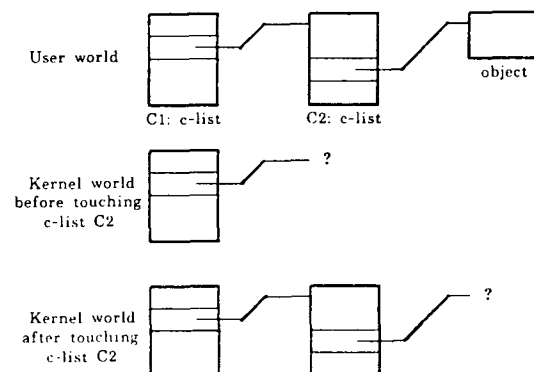 User world
object
C1: c-list
C2: c-list
?
Kernel world
before touching
c-list C2
?
Kernel world
after touching
c-list C2